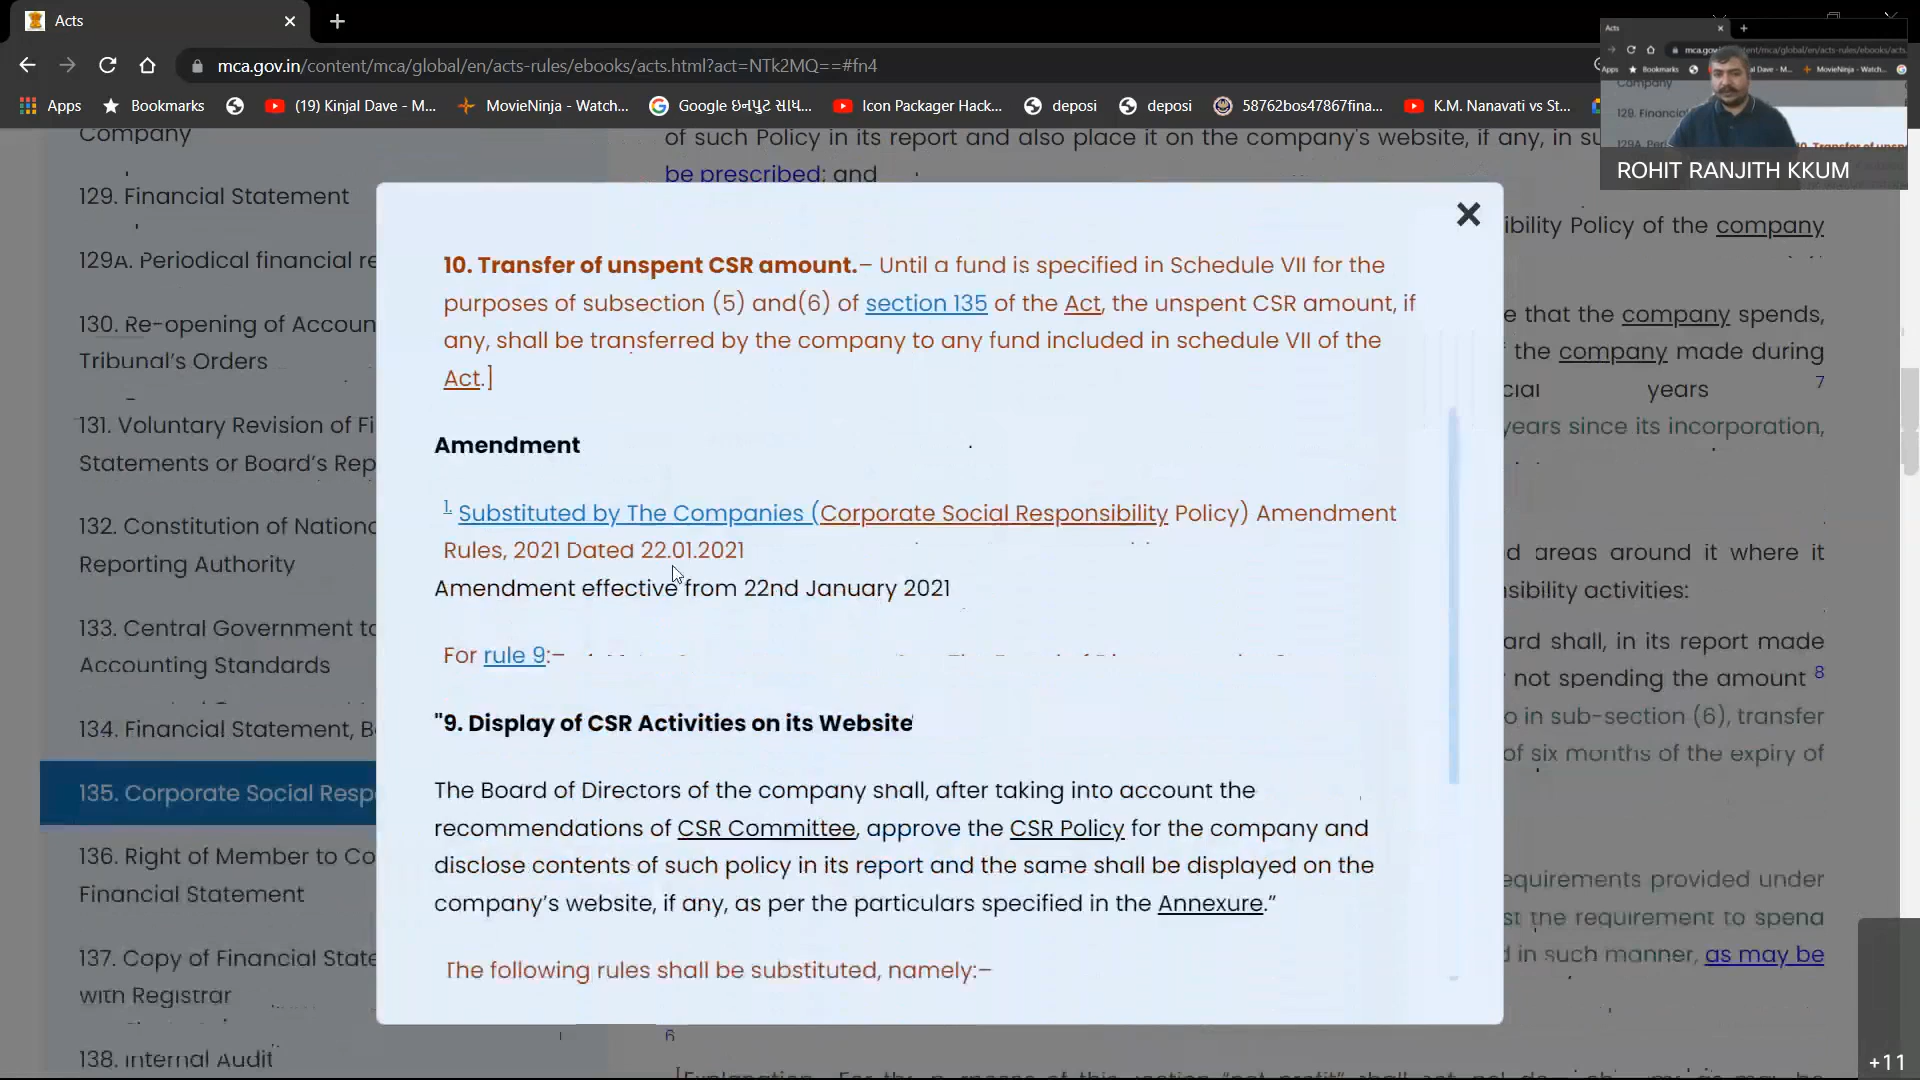 Acts
mca.gov.in/content/mca/global/en/acts-rules/ebooks/acts.html?act=NTk2MQ==#fn4
Apps
Bookmarks
(19) Kinjal Dave - M...
MovieNinja - Watch...
Google ઇનપુટ સાધ...
Icon Packager Hack...
deposi
deposi
58762bos47867fina...
K.M. Nanavati vs St...
ROHIT RANJITH KKUM
Company
129. Financial Statement
129A. Periodical financial re
130. Re-opening of Accoun
Tribunal's Orders
131. Voluntary Revision of Fi
Statements or Board's Rep
132. Constitution of Nationa
Reporting Authority
133. Central Government to
Accounting Standards
134. Financial Statement, B
135. Corporate Social Resp
136. Right of Member to Co
Financial Statement
137. Copy of Financial State
with Registrar
138. Internal Audit
of such Policy in its report and also place it on the company's website, if any, in su
be prescribed; and
10. Transfer of unspent CSR amount.– Until a fund is specified in Schedule VII for the
purposes of subsection (5) and(6) of section 135 of the Act, the unspent CSR amount, if
any, shall be transferred by the company to any fund included in schedule VII of the
Act.]
Amendment
1. Substituted by The Companies (Corporate Social Responsibility Policy) Amendment
Rules, 2021 Dated 22.01.2021
Amendment effective from 22nd January 2021
For rule 9:–
"9. Display of CSR Activities on its Website'
The Board of Directors of the company shall, after taking into account the
recommendations of CSR Committee, approve the CSR Policy for the company and
disclose contents of such policy in its report and the same shall be displayed on the
company's website, if any, as per the particulars specified in the Annexure.”
The following rules shall be substituted, namely:–
ibility Policy of the company
e that the company spends,
the company made during
cial years 7
years since its incorporation,
d areas around it where it
sibility activities:
ard shall, in its report made
not spending the amount 8
o in sub-section (6), transfer
of six months of the expiry of
equirements provided under
st the requirement to spend
d in such manner, as may be
6
+11